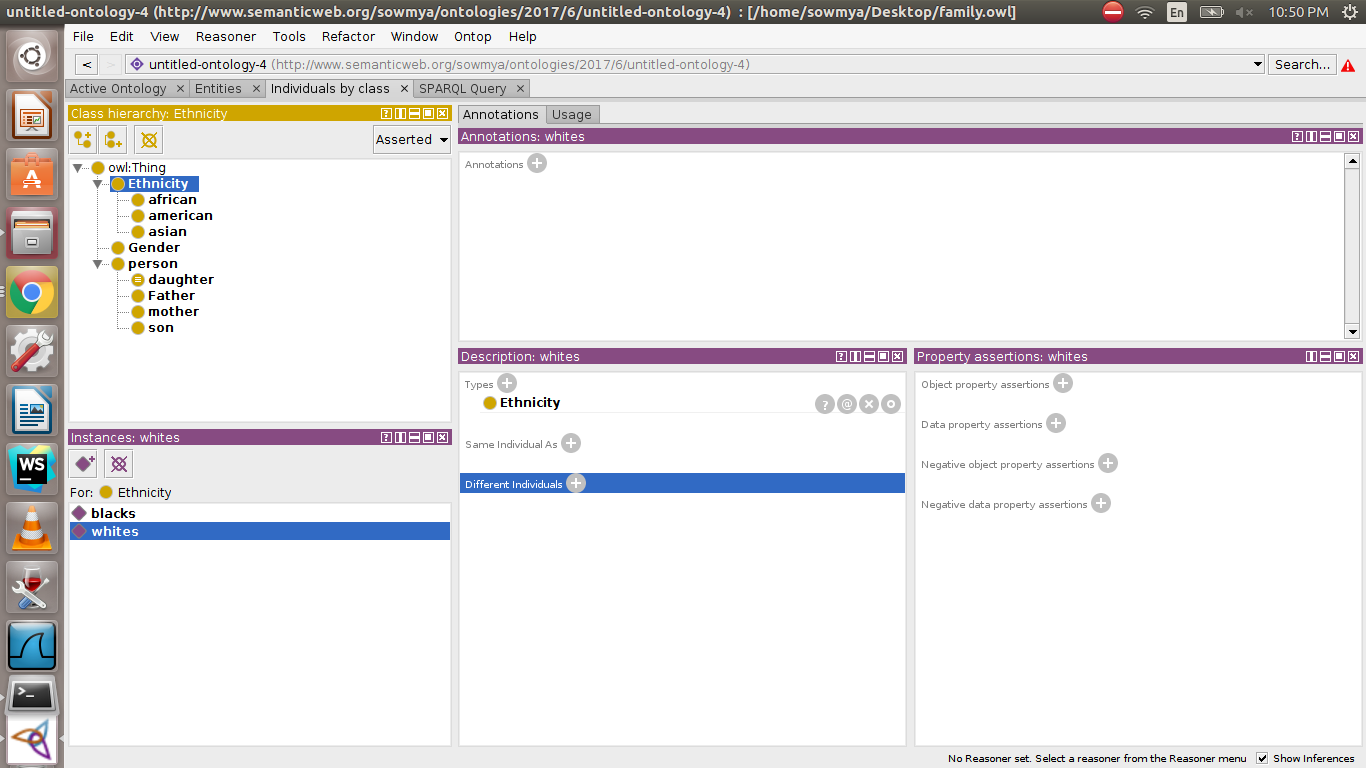 untitled-ontology-4 (http://www.semanticweb.org/sowmya/ontologies/2017/6/untitled-ontology-4) : [/home/sowmya/Desktop/family.owl]
En
10:50 PM
File Edit View Reasoner Tools Refactor Window Ontop Help
< > untitled-ontology-4 (http://www.semanticweb.org/sowmya/ontologies/2017/6/untitled-ontology-4) Search...
Active Ontology × Entities × Individuals by class × SPARQL Query ×
Class hierarchy: Ethnicity
Asserted
owl:Thing
Ethnicity
african
american
asian
Gender
person
daughter
Father
mother
son
Instances: whites
For: Ethnicity
blacks
whites
Annotations Usage
Annotations: whites
Annotations
Description: whites
Types
Ethnicity
Same Individual As
Different Individuals
Property assertions: whites
Object property assertions
Data property assertions
Negative object property assertions
Negative data property assertions
No Reasoner set. Select a reasoner from the Reasoner menu Show Inferences
WS